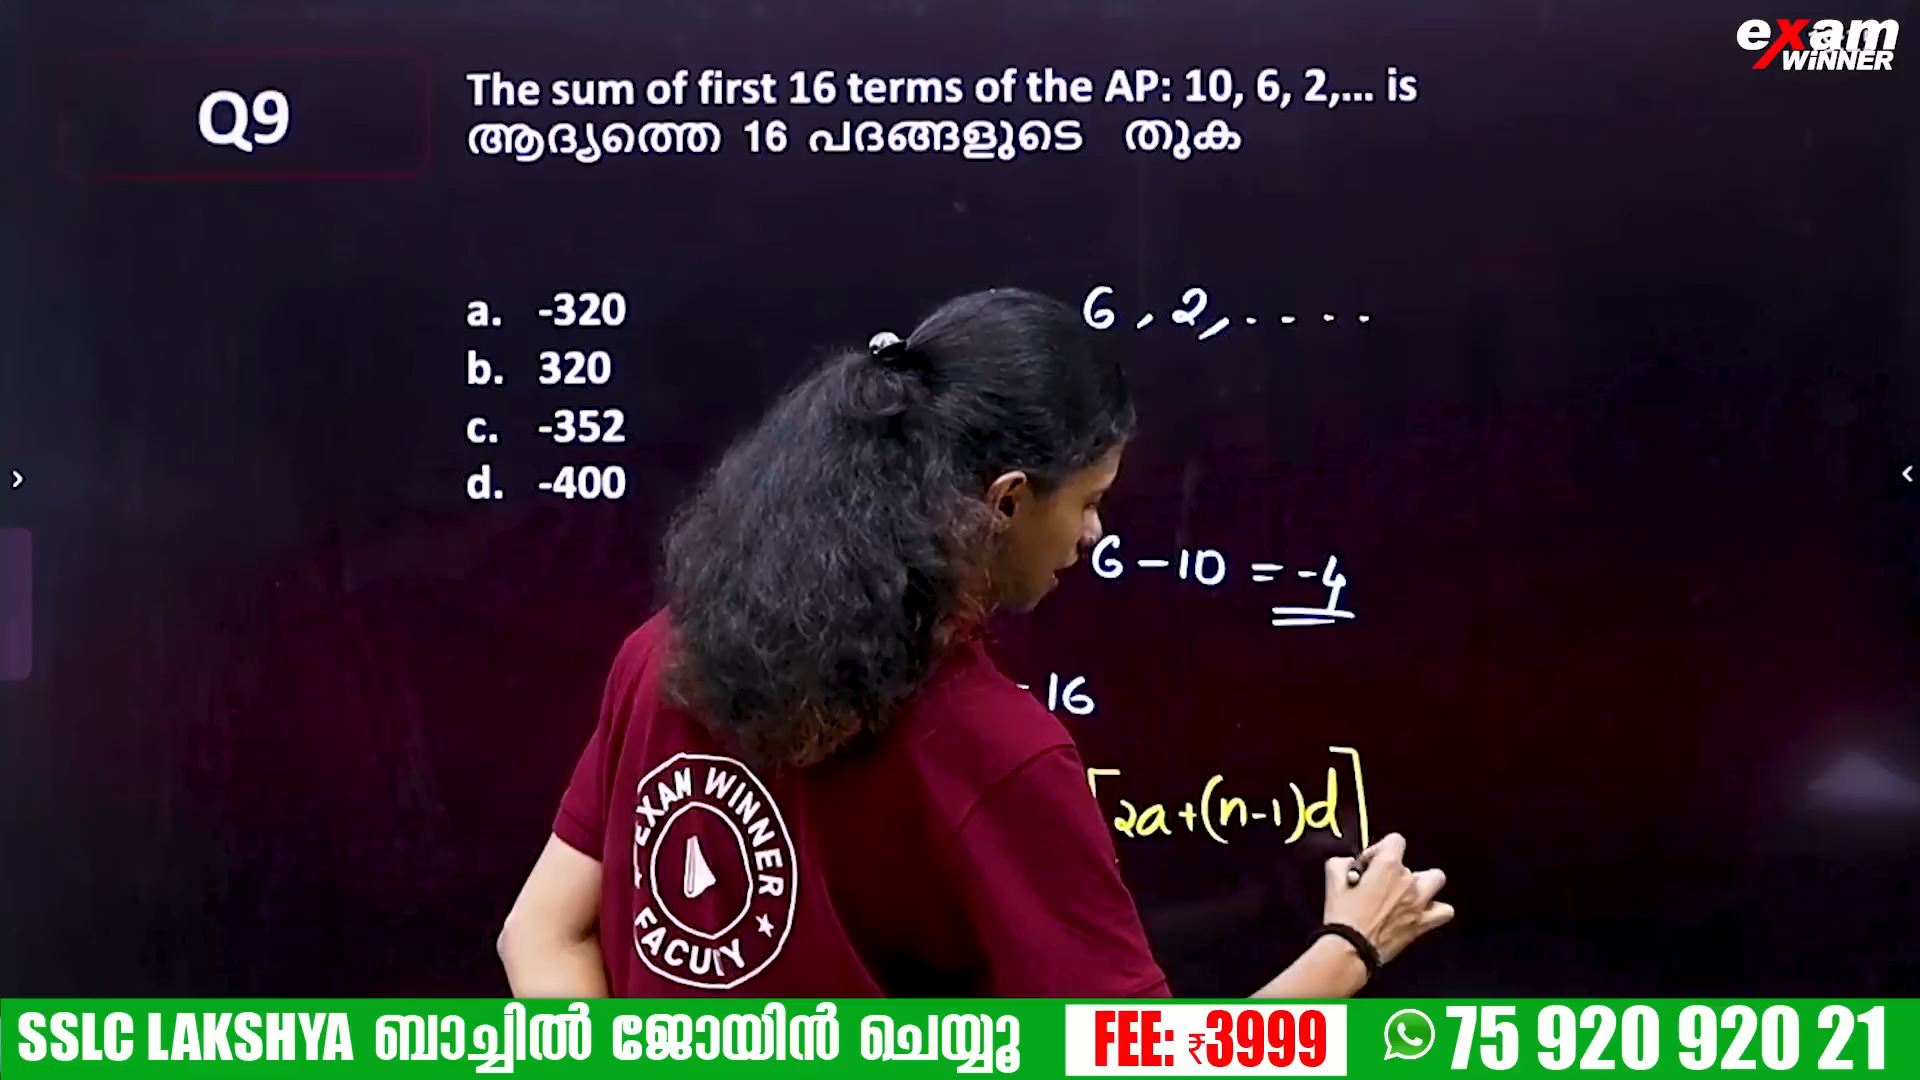 exam
WiNNER
Q9
The sum of first 16 terms of the AP: 10, 6, 2,... is
ആദ്യത്തെ 16 പദങ്ങളുടെ തുക
a. -320
b. 320
c. -352
d. -400
6 , 2, . - - . .
6 - 10 = -4
- 16
[2a+(n-1)d]
EXAM WINNER
FACULY
SSLC LAKSHYA ബാച്ചിൽ ജോയിൻ ചെയ്യൂ
FEE: ₹3999
75 920 920 21